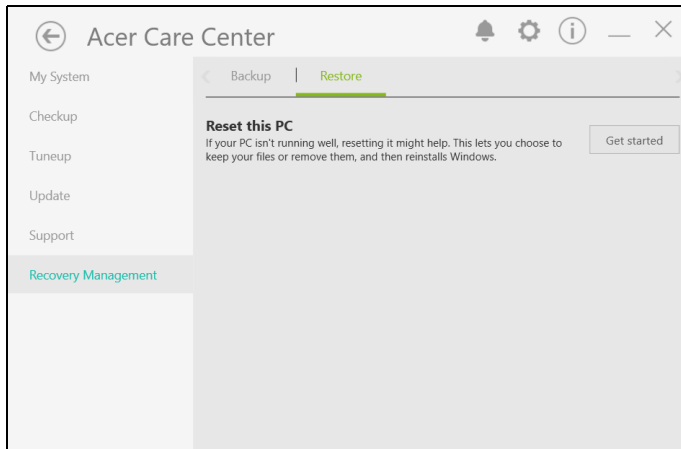 Acer Care Center
My System
Checkup
Tuneup
Update
Support
Recovery Management
Backup
Restore
Reset this PC
If your PC isn't running well, resetting it might help. This lets you choose to
keep your files or remove them, and then reinstalls Windows.
Get started